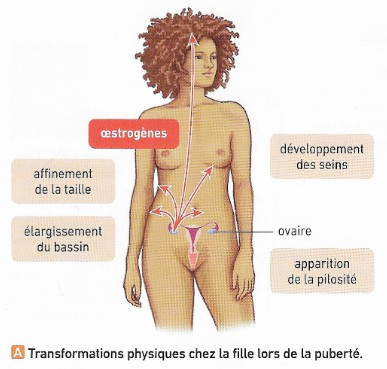 œstrogènes
affinement
de la taille
élargissement
du bassin
développement
des seins
ovaire
apparition
de la pilosité
A Transformations physiques chez la fille lors de la puberté.